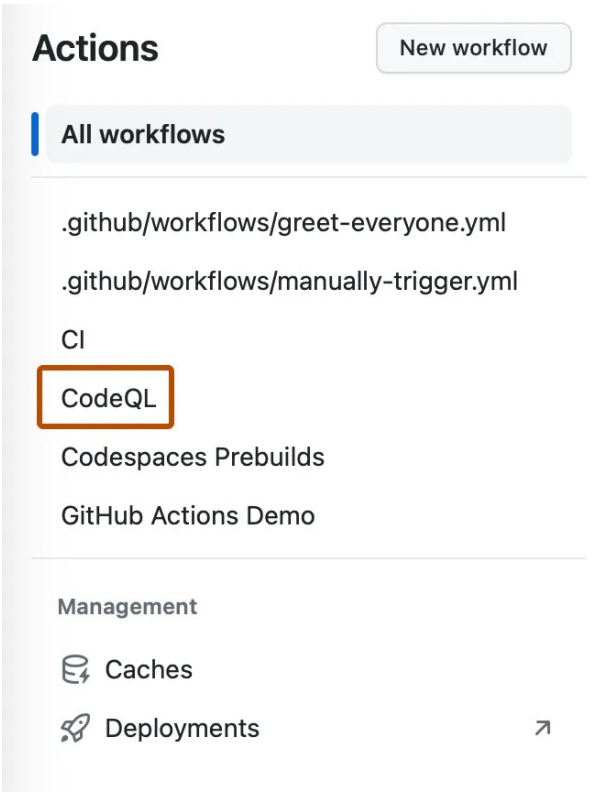 Actions
New workflow
All workflows
.github/workflows/greet-everyone.yml
.github/workflows/manually-trigger.yml
CI
CodeQL
Codespaces Prebuilds
GitHub Actions Demo
Management
Caches
Deployments